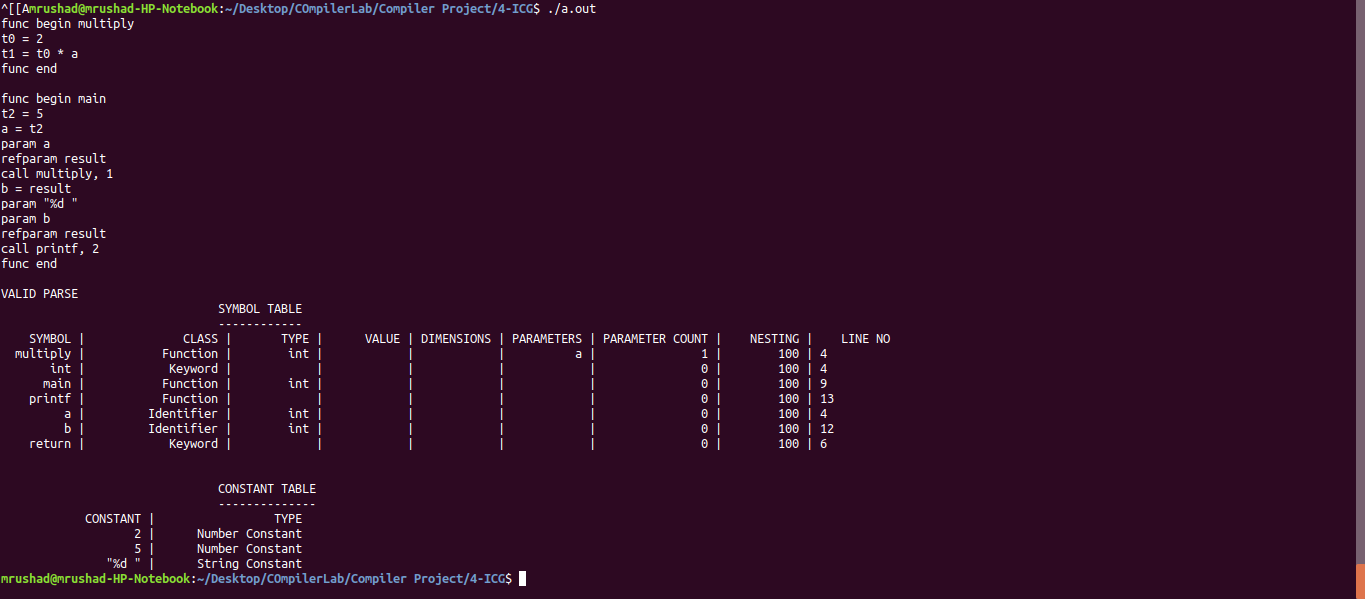 ^[[Amrushad@mrushad-HP-Notebook:~/Desktop/COmpilerLab/Compiler Project/4-ICG$ ./a.out
func begin multiply
t0 = 2
t1 = t0 * a
func end

func begin main
t2 = 5
a = t2
param a
refparam result
call multiply, 1
b = result
param "%d "
param b
refparam result
call printf, 2
func end

VALID PARSE
SYMBOL TABLE
------------
SYMBOL | CLASS | TYPE | VALUE | DIMENSIONS | PARAMETERS | PARAMETER COUNT | NESTING | LINE NO
multiply | Function | int | | | a | 1 | 100 | 4
int | Keyword | | | | | 0 | 100 | 4
main | Function | int | | | | 0 | 100 | 9
printf | Function | | | | | 0 | 100 | 13
a | Identifier | int | | | | 0 | 100 | 4
b | Identifier | int | | | | 0 | 100 | 12
return | Keyword | | | | | 0 | 100 | 6

CONSTANT TABLE
--------------
CONSTANT | TYPE
2 | Number Constant
5 | Number Constant
"%d " | String Constant
mrushad@mrushad-HP-Notebook:~/Desktop/COmpilerLab/Compiler Project/4-ICG$